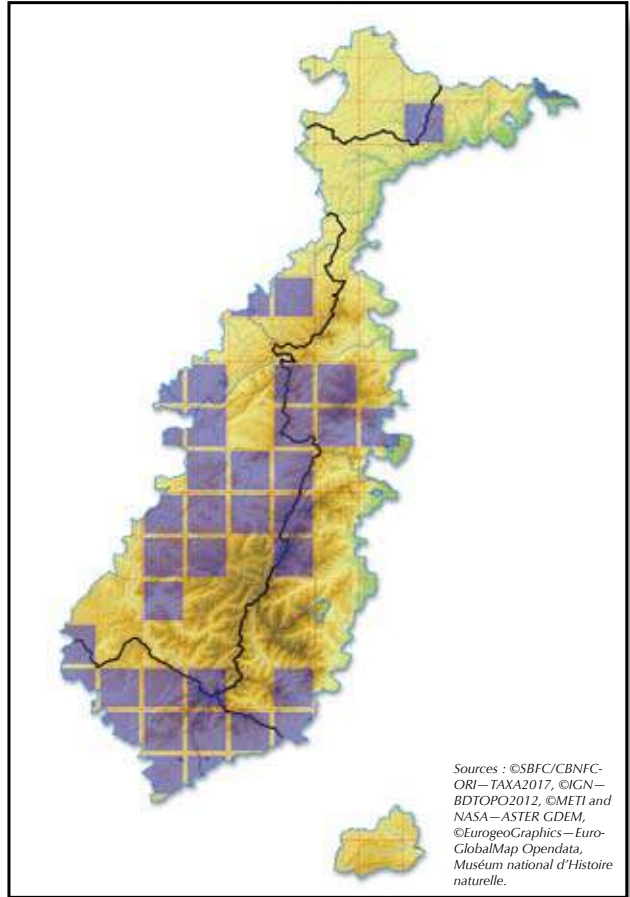 Sources : ©SBFC/CBNFC-
ORI—TAXA2017, ©IGN—
BDTOPO2012, ©METI and
NASA—ASTER GDEM,
©EurogeoGraphics—Euro-
GlobalMap Opendata,
Muséum national d'Histoire
naturelle.